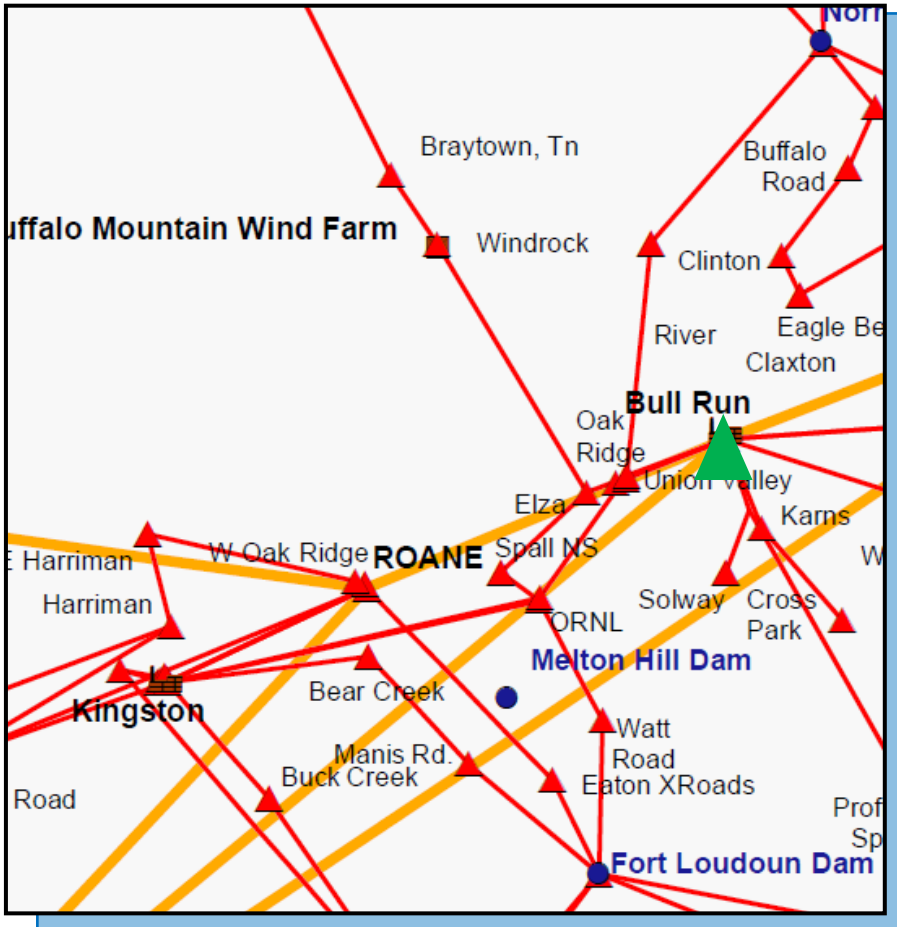 Norr
Braytown, Tn
Buffalo
Road
uffalo Mountain Wind Farm
Windrock
Clinton
River
Eagle Be
Claxton
Bull Run
Oak
Ridge
Union Valley
Elza
Karns
E Harriman
W Oak Ridge
ROANE
Spall NS
W
Harriman
Solway
Cross
Park
ORNL
Melton Hill Dam
Bear Creek
Kingston
Watt
Road
Manis Rd.
Buck Creek
Eaton XRoads
Road
Prof
Sp
Fort Loudoun Dam